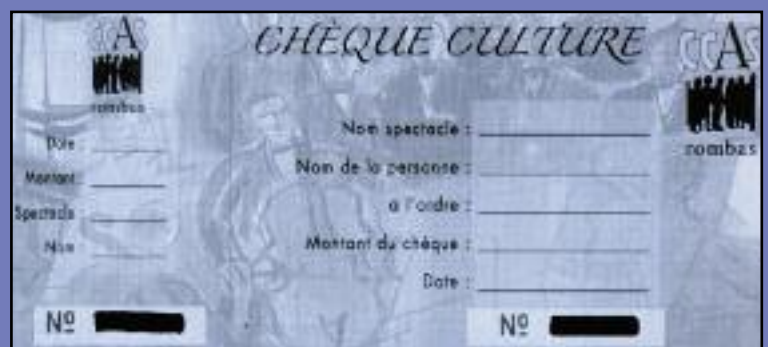 CCAS
rombas
Date :
Montant :
Spectacle :
Nom :
Nº
CHÈQUE CULTURE
Nom spectacle :
Nom de la personne :
à l'ordre :
Montant du chèque :
Date :
Nº
CCAS
rombas